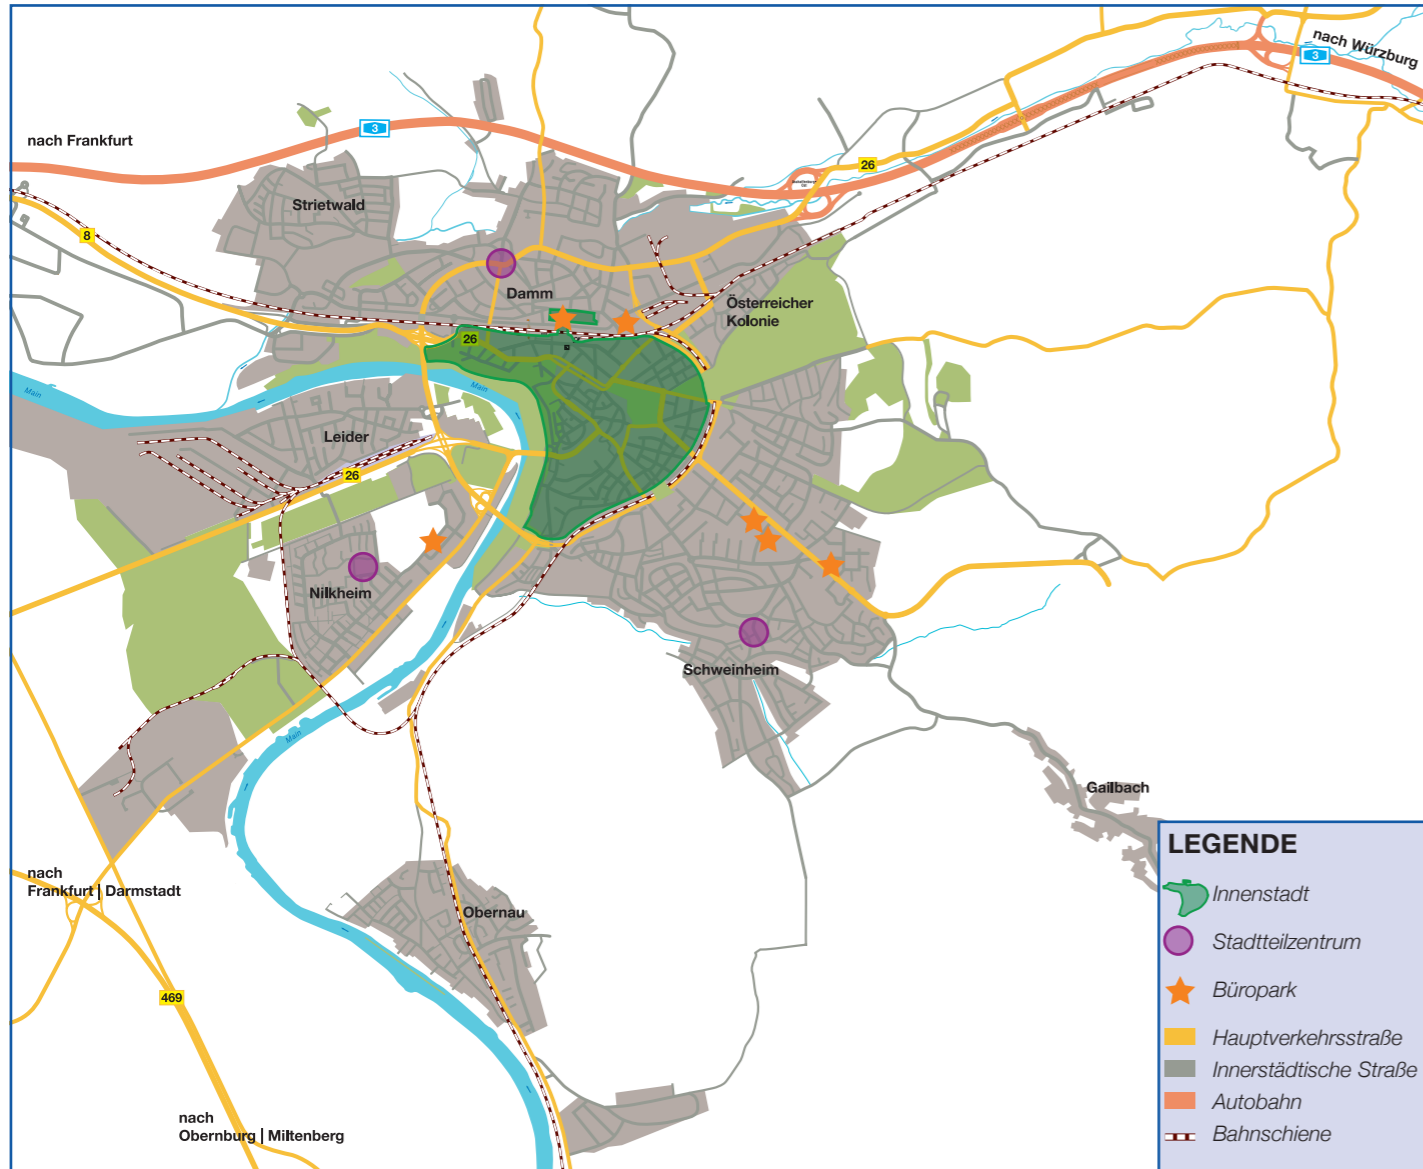 nach Würzburg
3
3
nach Frankfurt
26
Strietwald
8
Damm
Österreicher
Kolonie
26
Main
Main
Leider
26
Nilkheim
Schweinheim
Main
Gailbach
nach
Frankfurt | Darmstadt
Obernau
469
nach
Obernburg | Miltenberg
LEGENDE
Innenstadt
Stadtteilzentrum
Büropark
Hauptverkehrsstraße
Innerstädtische Straße
Autobahn
Bahnschiene